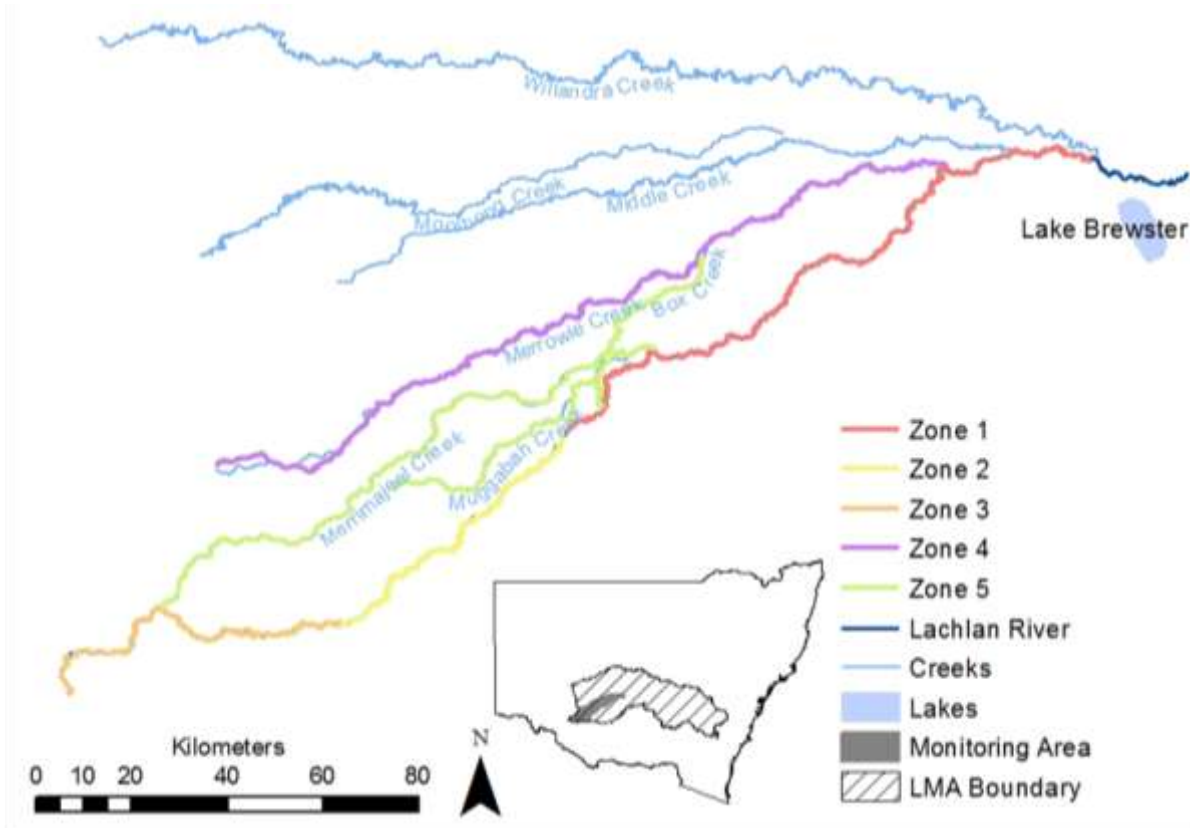 Willandra Creek
Moomong Creek
Middle Creek
Lake Brewster
Box Creek
Merrowie Creek
Merrimajeel Creek
Muggabah Creek
Zone 1
Zone 2
Zone 3
Zone 4
Zone 5
Lachlan River
Creeks
Lakes
Monitoring Area
LMA Boundary
Kilometers
0 10 20 40 60 80
N